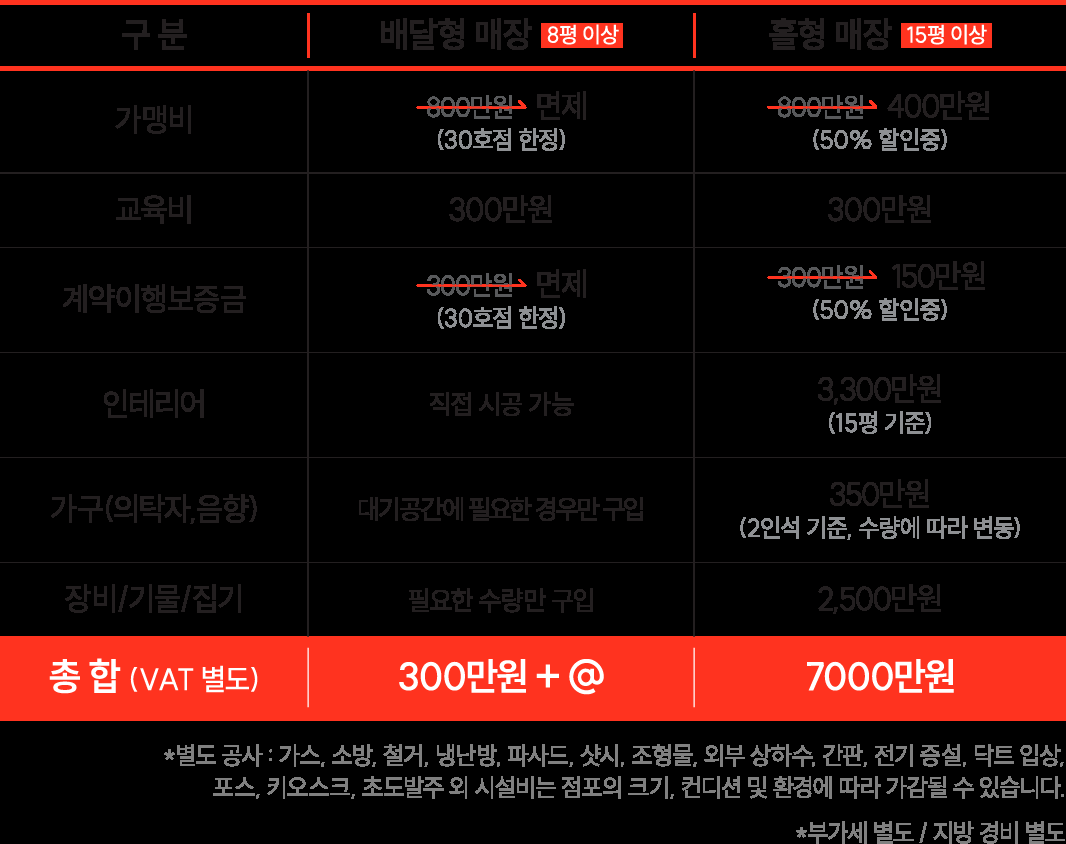 구 분 배달형 매장 8평 이상 홀형 매장 15평 이상
가맹비 800만원 면제 800만원 400만원
(30호점 한정) (50% 할인중)
교육비 300만원 300만원
계약이행보증금 300만원 면제 300만원 150만원
(30호점 한정) (50% 할인중)
인테리어 직접 시공 가능 3,300만원
(15평 기준)
가구(의탁자,음향) 대기공간에 필요한 경우만 구입 350만원
(2인석 기준, 수량에 따라 변동)
장비/기물/집기 필요한 수량만 구입 2,500만원
총 합 (VAT 별도) 300만원 + @ 7000만원
*별도 공사 : 가스, 소방, 철거, 냉난방, 파사드, 샷시, 조형물, 외부 상하수, 간판, 전기 증설, 닥트 입상,
포스, 키오스크, 초도발주 외 시설비는 점포의 크기, 컨디션 및 환경에 따라 가감될 수 있습니다.
*부가세 별도 / 지방 경비 별도